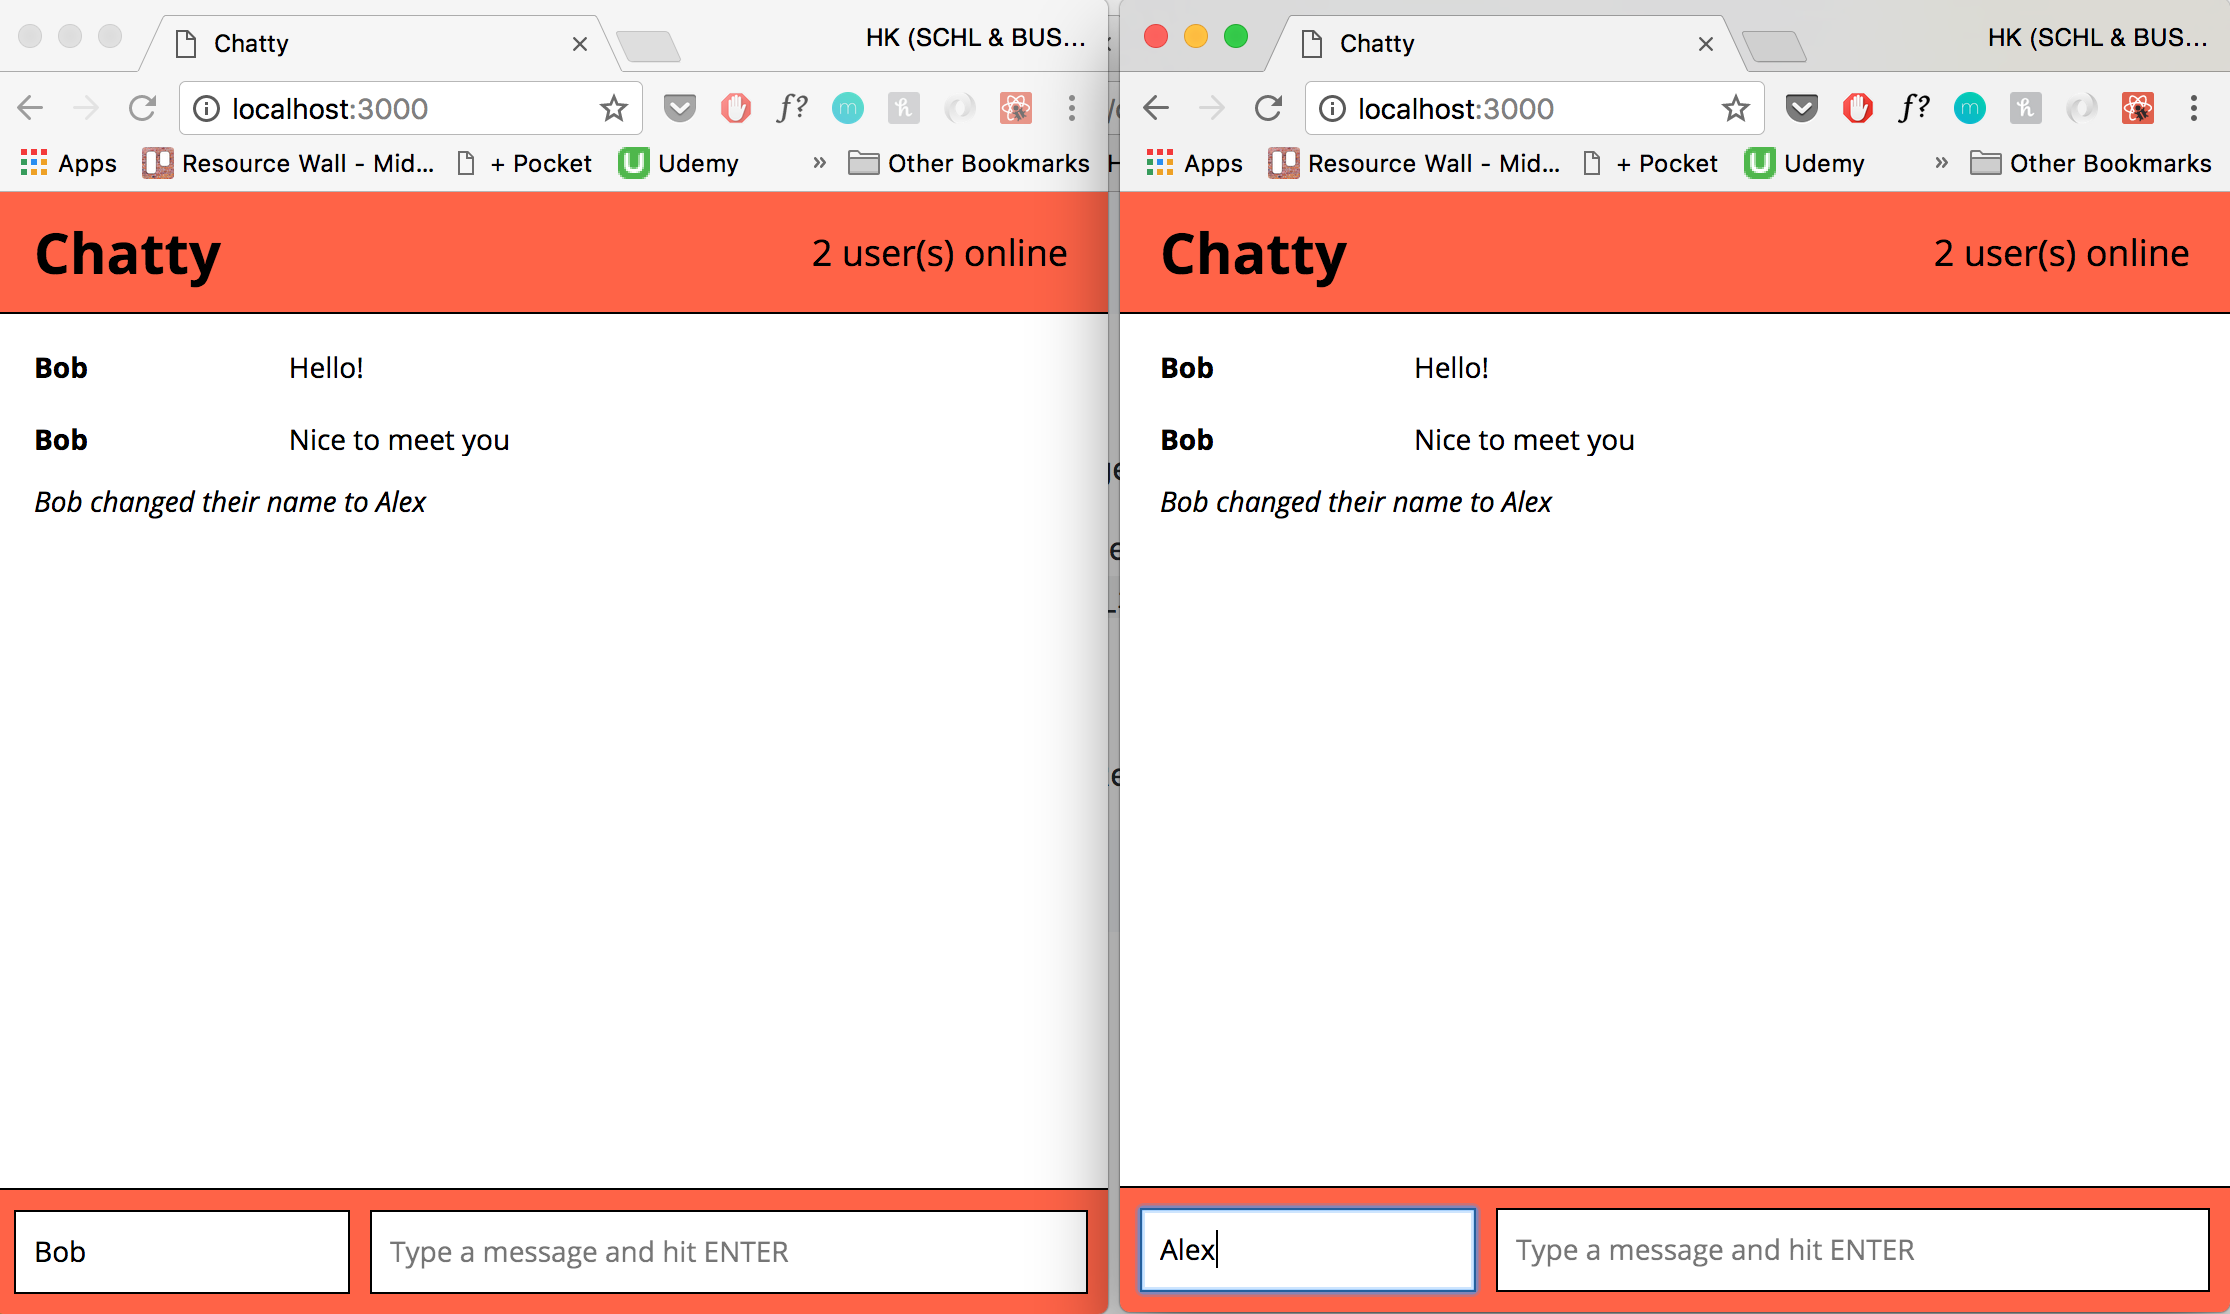 Chatty
HK (SCHL & BUS...
localhost:3000
f?
m
h
Apps
Resource Wall - Mid...
+ Pocket
U Udemy
»
Other Bookmarks
Chatty
2 user(s) online
Bob Hello!
Bob Nice to meet you
Bob changed their name to Alex
Bob
Type a message and hit ENTER
Chatty
HK (SCHL & BUS...
localhost:3000
f?
m
h
Apps
Resource Wall - Mid...
+ Pocket
U Udemy
»
Other Bookmarks
Chatty
2 user(s) online
Bob Hello!
Bob Nice to meet you
Bob changed their name to Alex
Alex
Type a message and hit ENTER